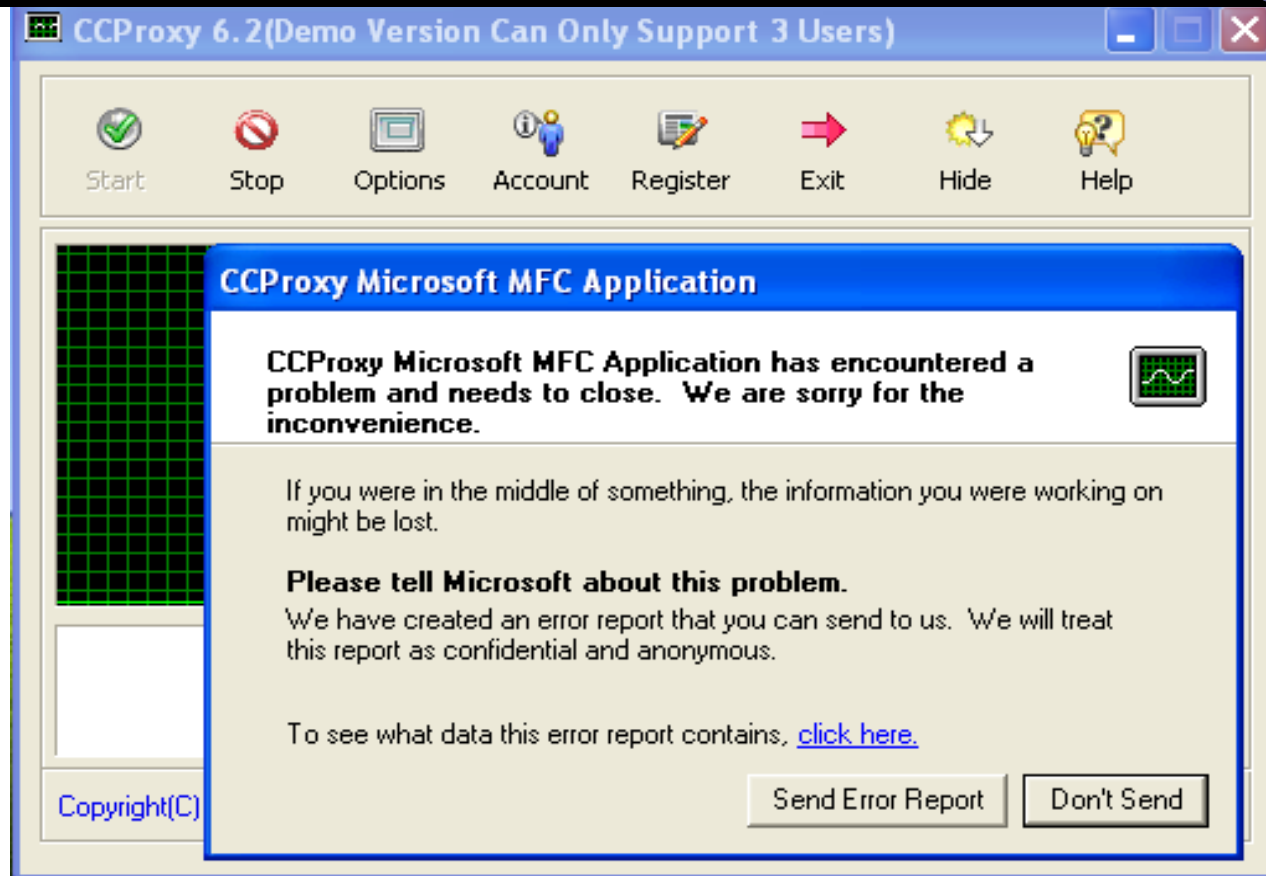 CCProxy 6.2(Demo Version Can Only Support 3 Users)
Start Stop Options Account Register Exit Hide Help
CCProxy Microsoft MFC Application
CCProxy Microsoft MFC Application has encountered a
problem and needs to close.  We are sorry for the
inconvenience.
If you were in the middle of something, the information you were working on
might be lost.
Please tell Microsoft about this problem.
We have created an error report that you can send to us.  We will treat
this report as confidential and anonymous.
To see what data this error report contains, click here.
Send Error Report Don't Send
Copyright(C)